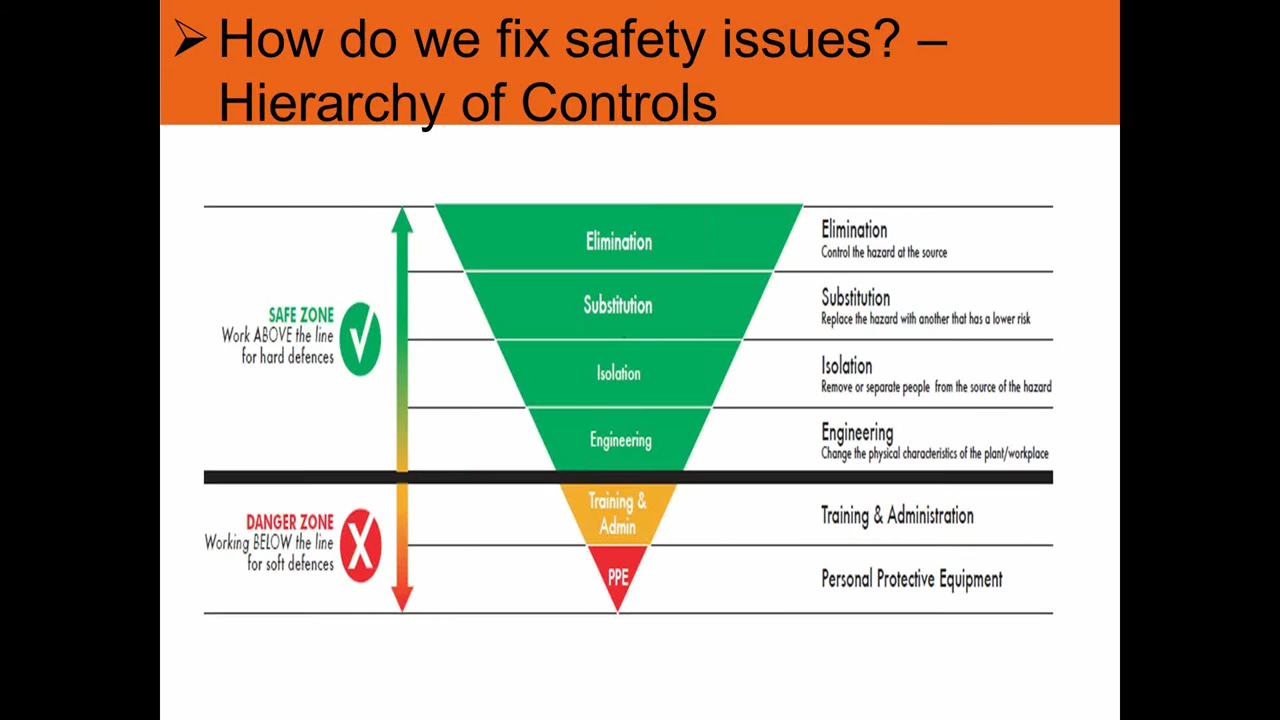 How do we fix safety issues? –
Hierarchy of Controls
SAFE ZONE
Work ABOVE the line
for hard defences
DANGER ZONE
Working BELOW the line
for soft defences
Elimination
Substitution
Isolation
Engineering
Training &
Admin
PPE
Elimination
Control the hazard at the source
Substitution
Replace the hazard with another that has a lower risk
Isolation
Remove or separate people from the source of the hazard
Engineering
Change the physical characteristics of the plant/workplace
Training & Administration
Personal Protective Equipment